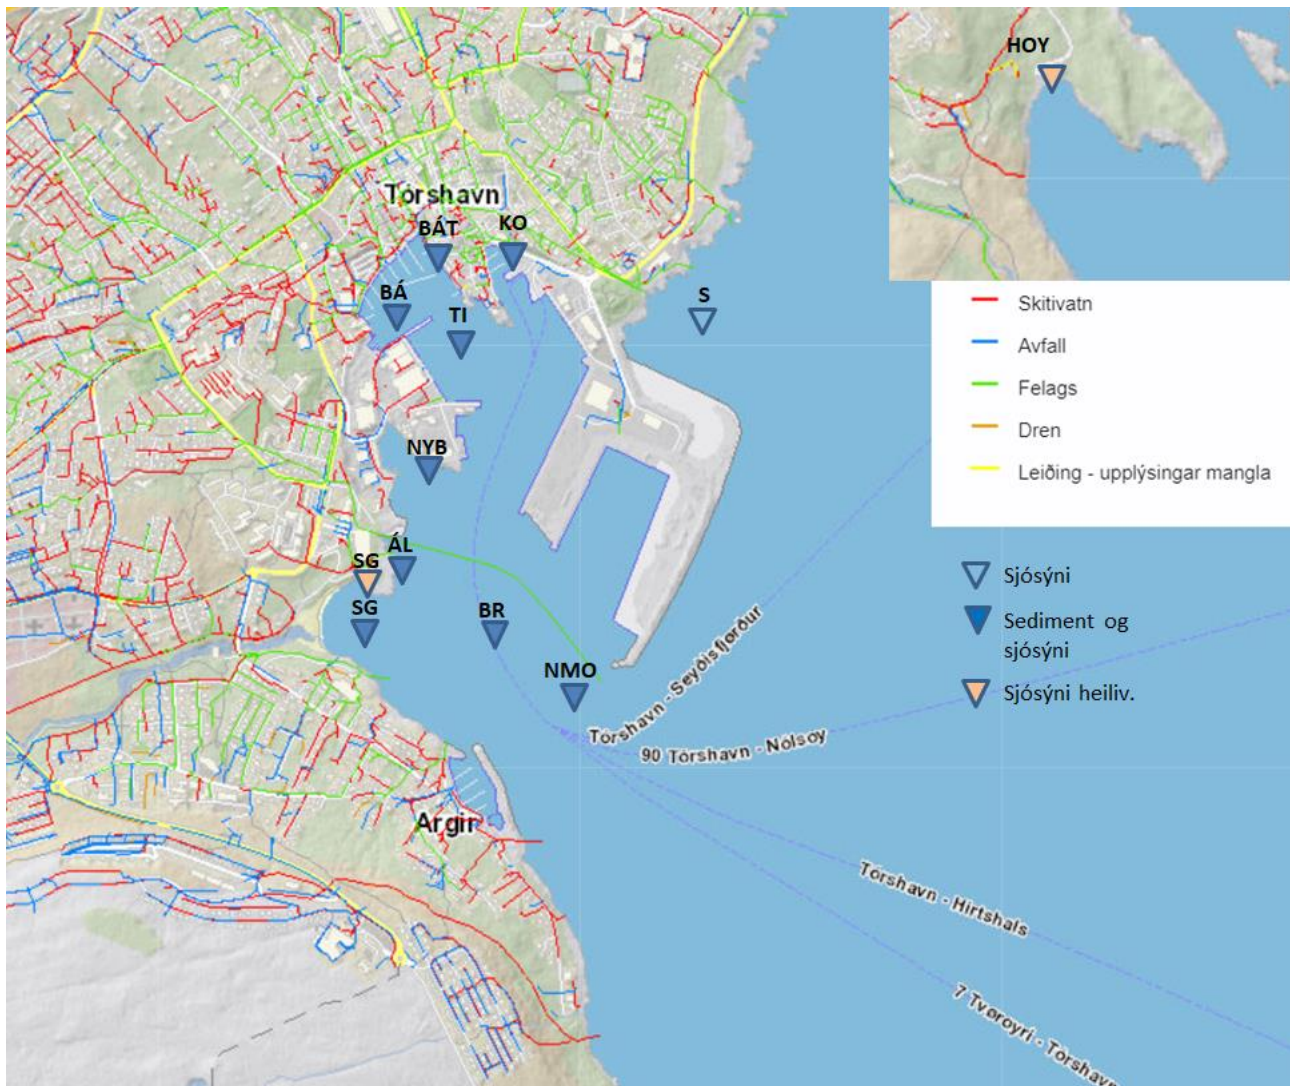 HOY
Tórshavn
BÁT
KO
BÁ
TI
S
Skitivatn
Avfall
Felags
Dren
Leiðing - upplýsingar mangla
NYB
ÁL
SG
SG
BR
NMO
Sjósýni
Sediment og
sjósýni
Sjósýni heiliv.
Tórshavn - Seyðisfjørður
90 Tórshavn - Nólsoy
Argir
Tórshavn - Hirtshals
7 Tvøroyri - Tórshavn